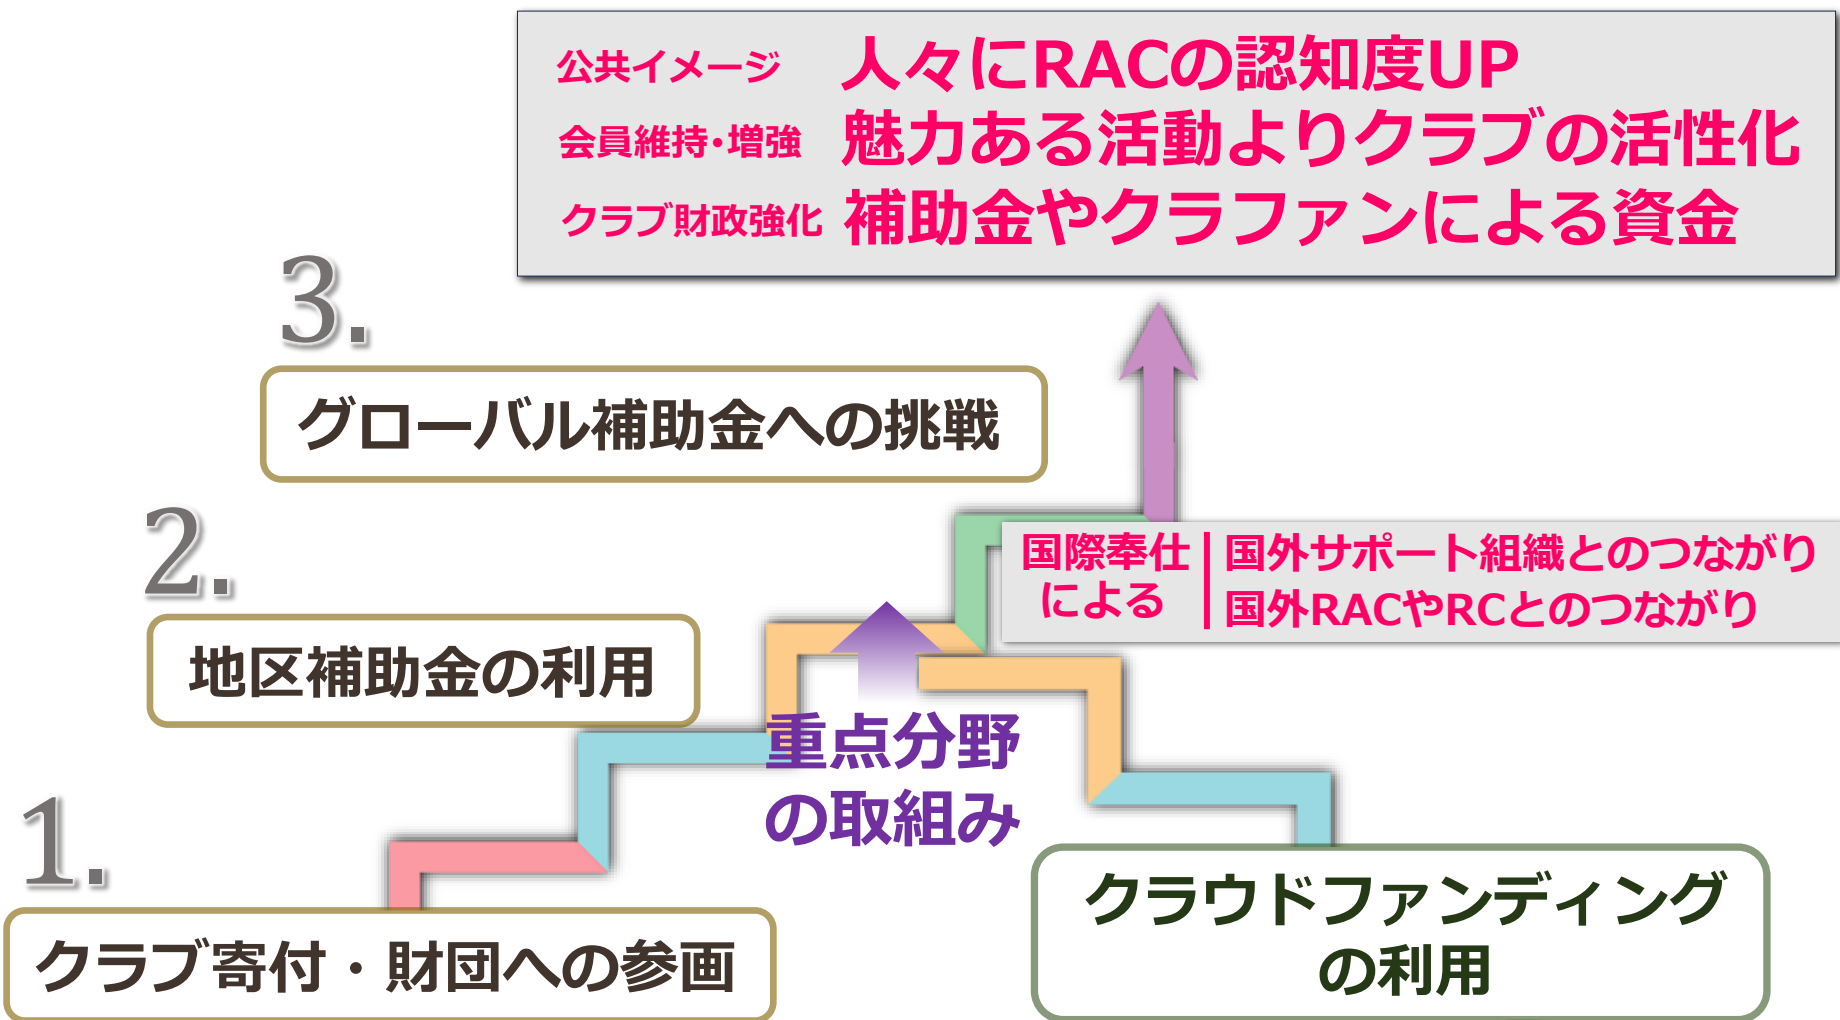 公共イメージ 人々にRACの認知度UP
会員維持・増強 魅力ある活動よりクラブの活性化
クラブ財政強化 補助金やクラファンによる資金
3.
グローバル補助金への挑戦
2.
地区補助金の利用
国際奉仕
による
国外サポート組織とのつながり
国外RACやRCとのつながり
重点分野
の取組み
1.
クラブ寄付・財団への参画
クラウドファンディング
の利用